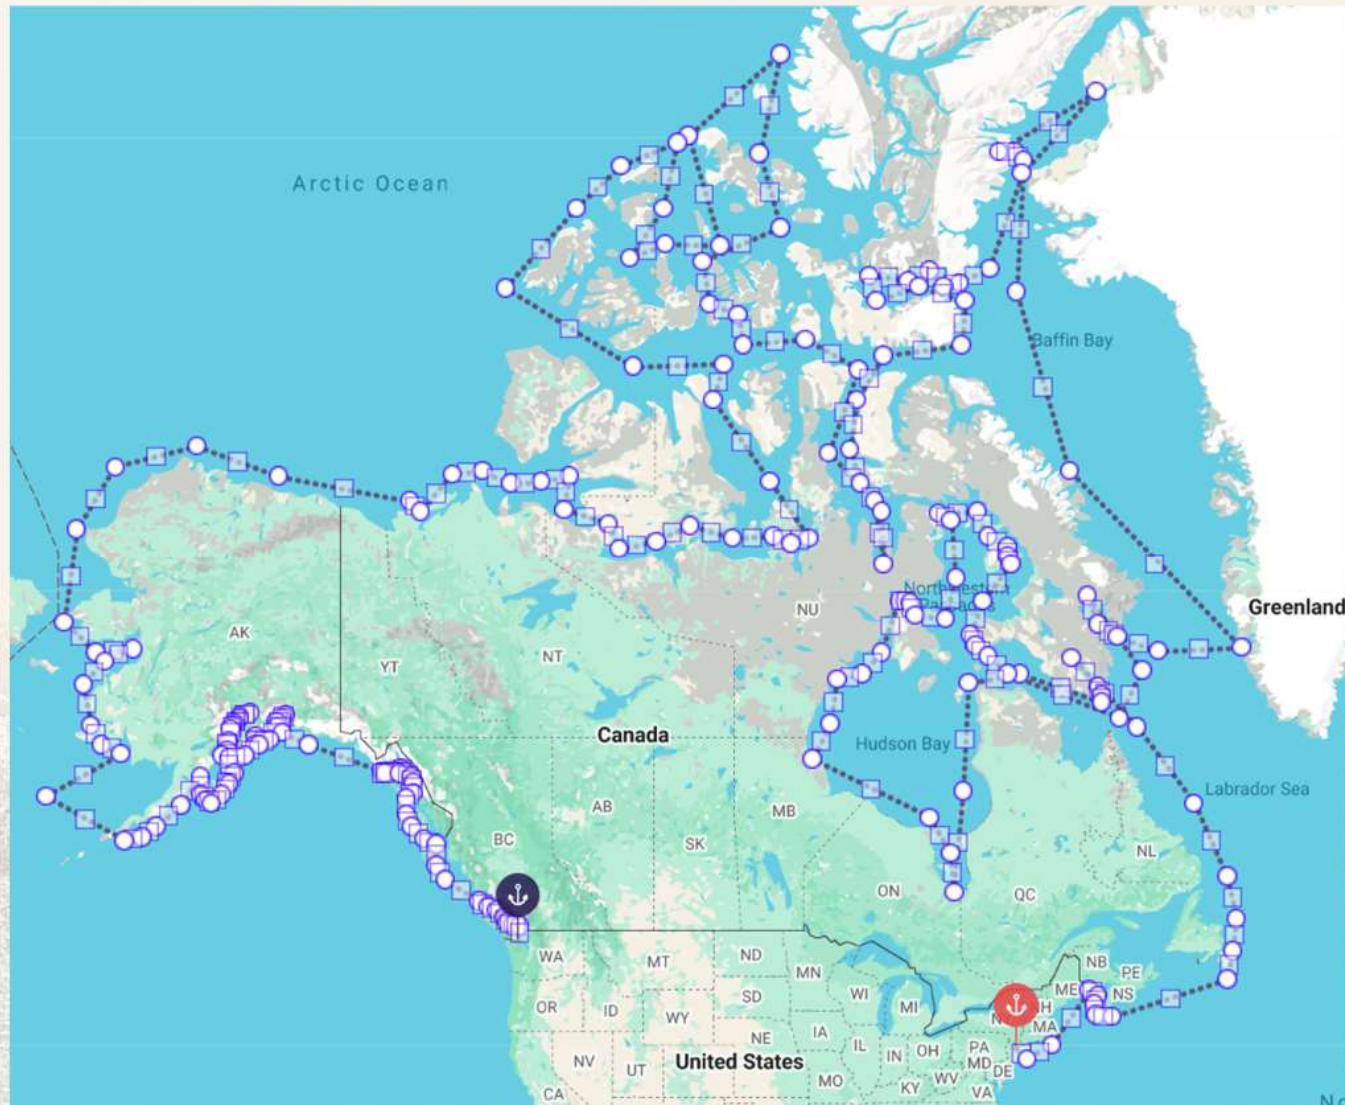 Arctic Ocean
Baffin Bay
Greenland
NU
AK
YT
NT
Canada
Hudson Bay
Labrador Sea
BC
AB
SK
MB
ON
QC
NL
WA
MT
ND
MN
NB
PE
ME
NS
OR
ID
WY
SD
WI
MI
MA
NE
IA
IL
IN
OH
PA
MD
DE
NV
UT
United States
MO
KY
WV
VA
CA